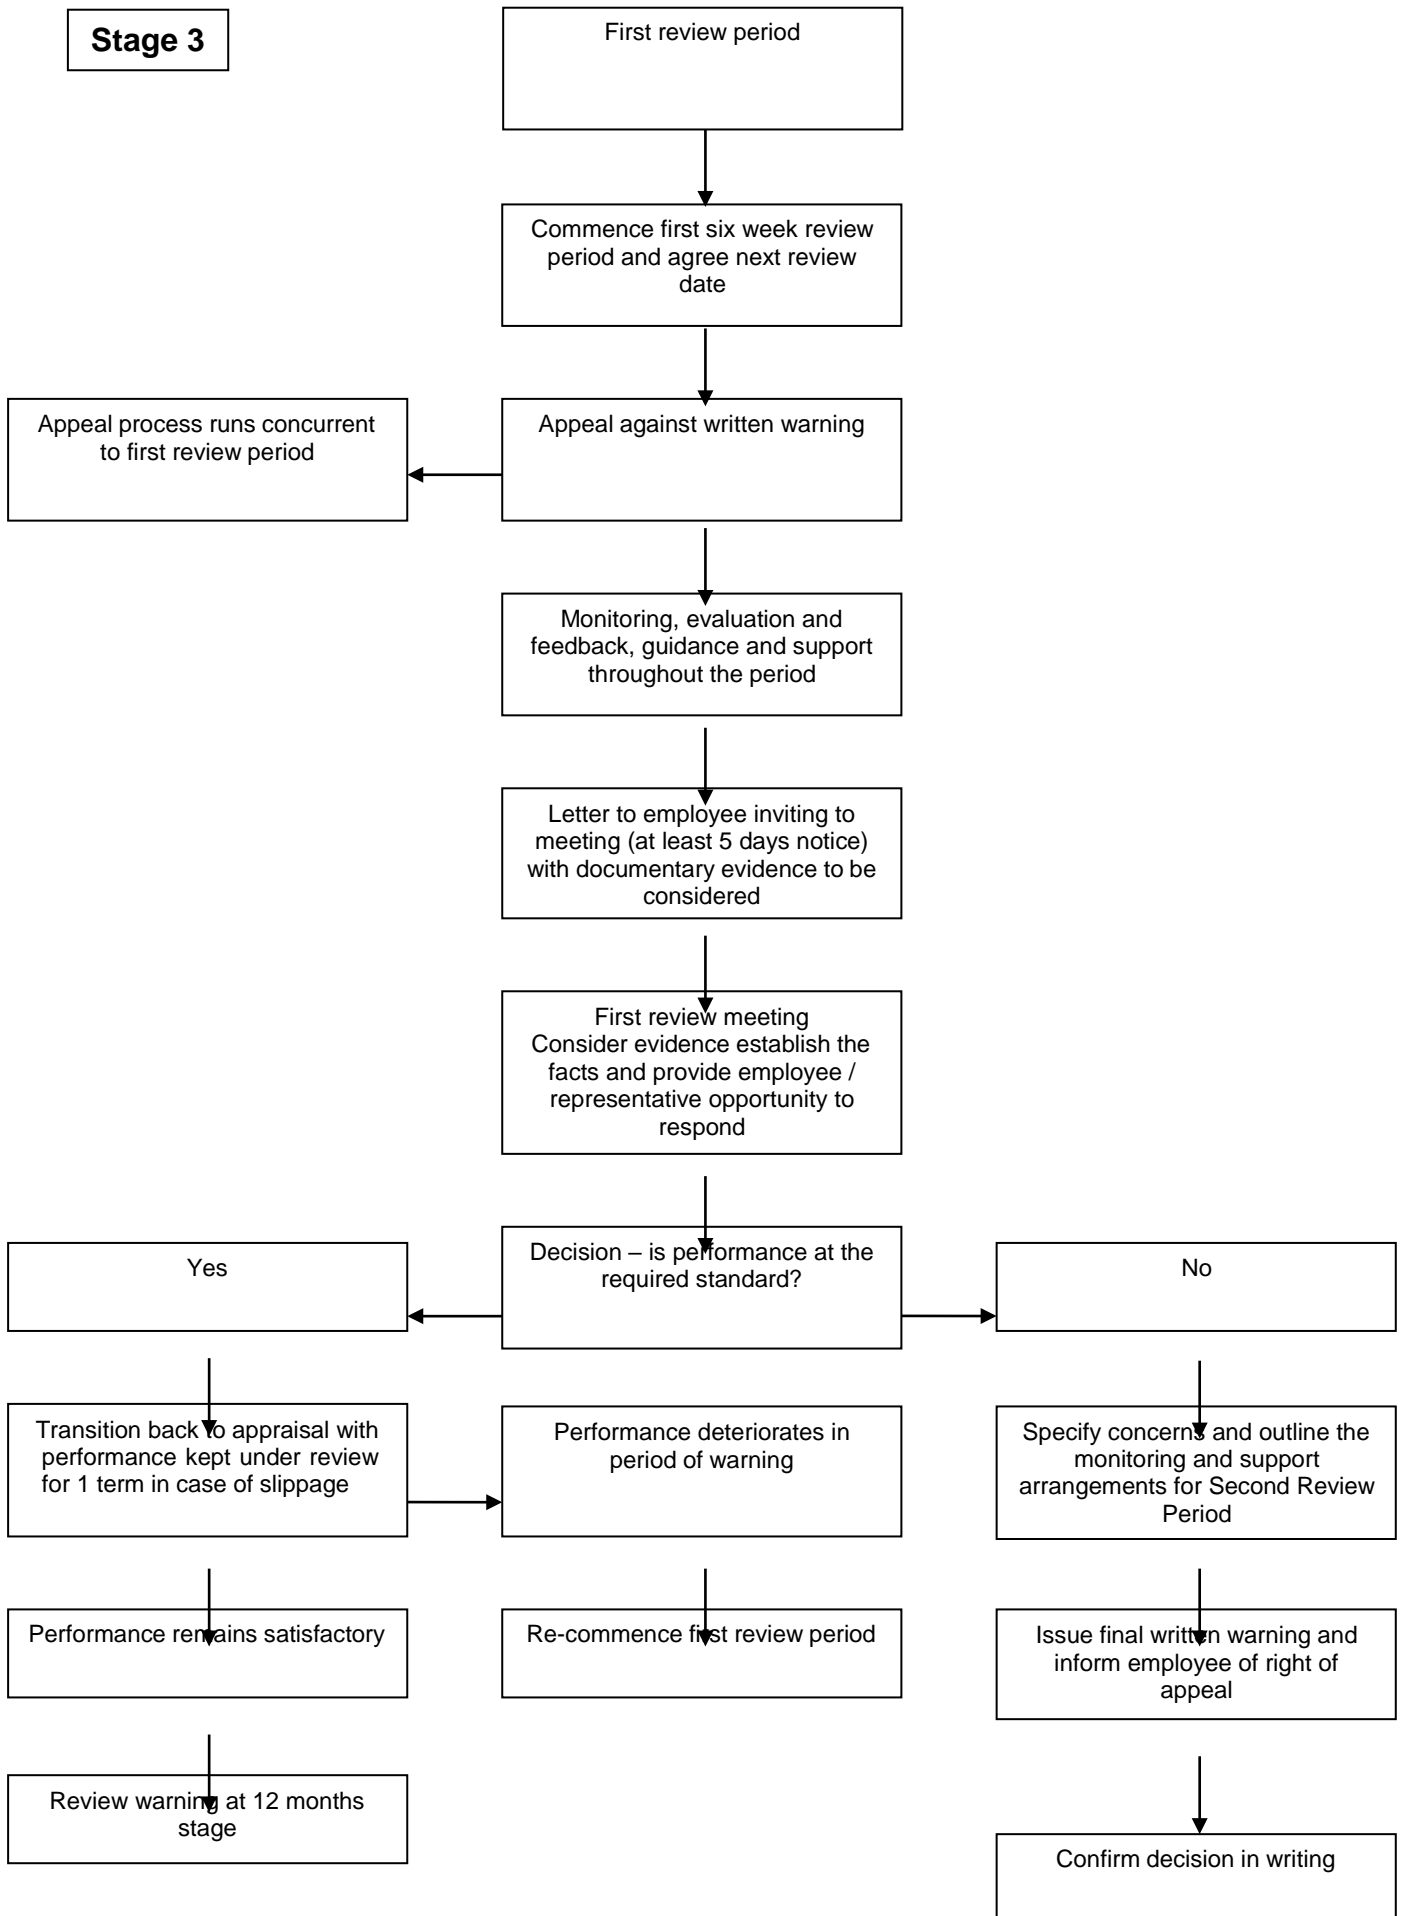 Stage 3
First review period
Commence first six week review
period and agree next review
date
Appeal process runs concurrent
to first review period
Appeal against written warning
Monitoring, evaluation and
feedback, guidance and support
throughout the period
Letter to employee inviting to
meeting (at least 5 days notice)
with documentary evidence to be
considered
First review meeting
Consider evidence establish the
facts and provide employee /
representative opportunity to
respond
Yes
Decision – is performance at the
required standard?
No
Transition back to appraisal with
performance kept under review
for 1 term in case of slippage
Performance deteriorates in
period of warning
Specify concerns and outline the
monitoring and support
arrangements for Second Review
Period
Performance remains satisfactory
Re-commence first review period
Issue final written warning and
inform employee of right of
appeal
Review warning at 12 months
stage
Confirm decision in writing